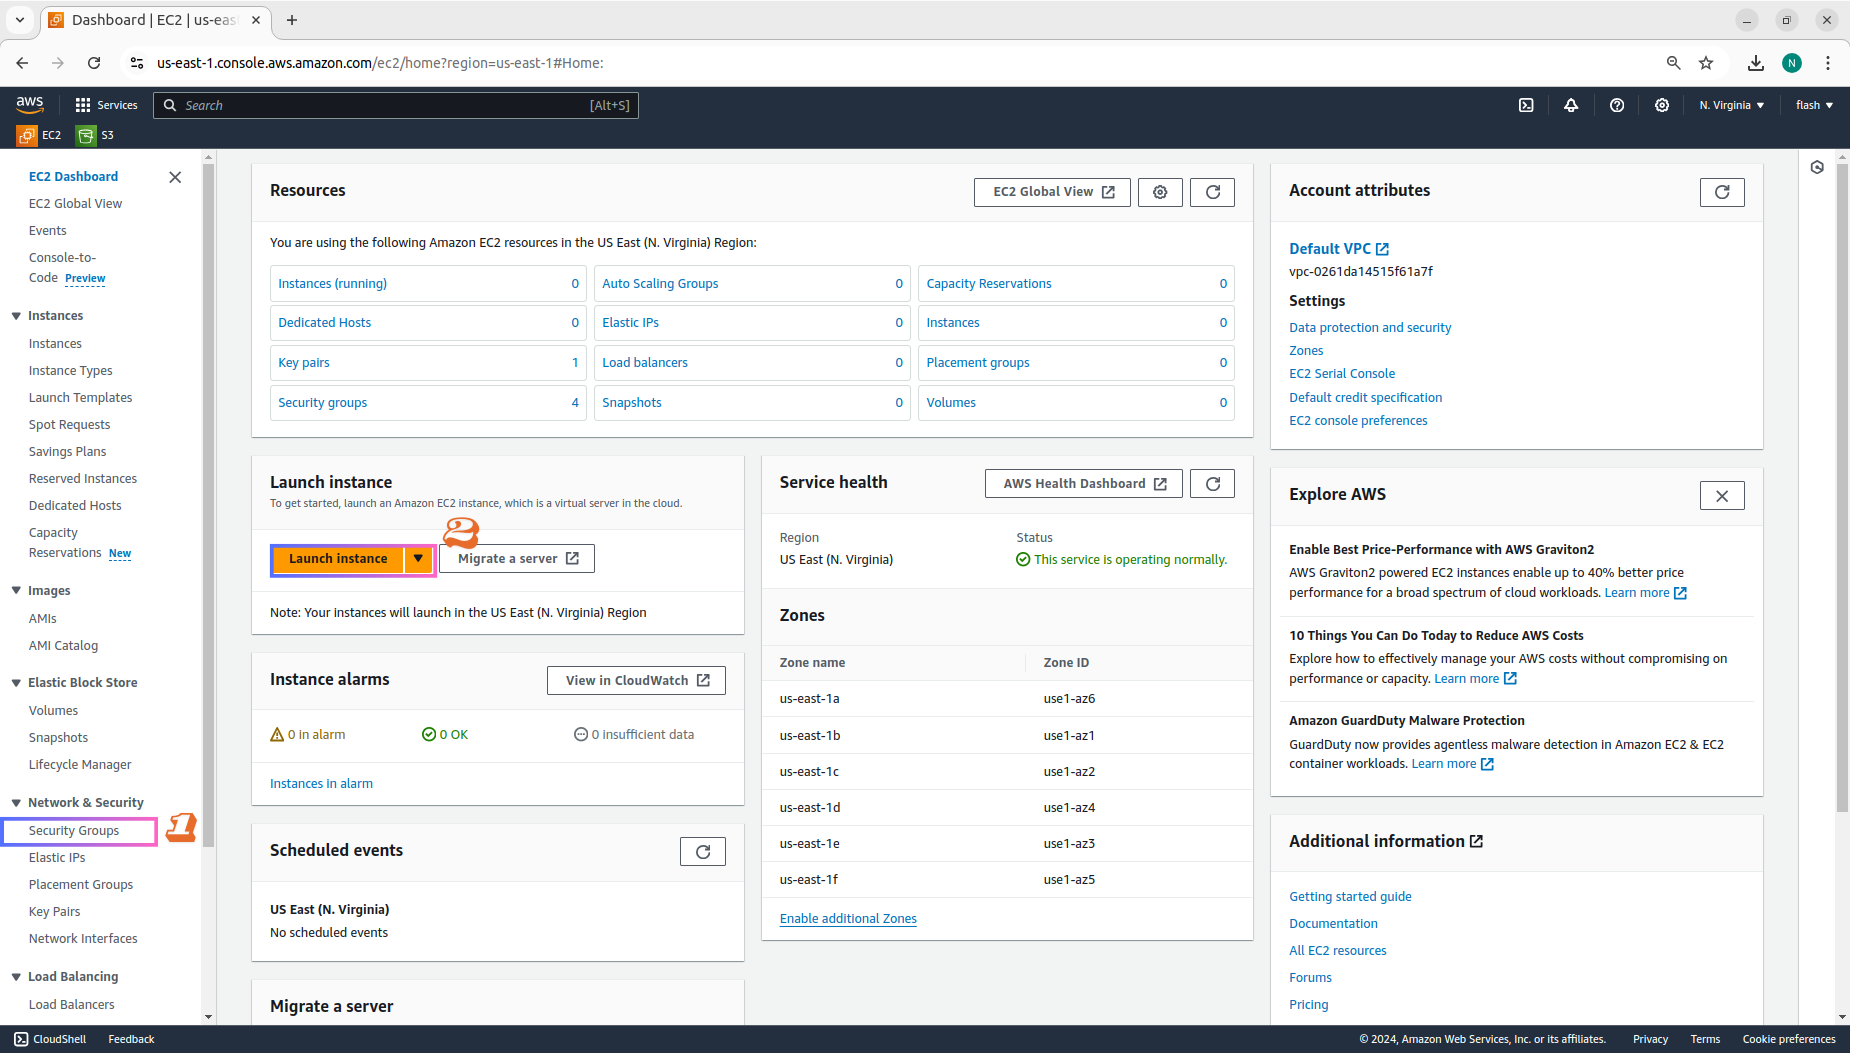 Dashboard | EC2 | us-eas
us-east-1.console.aws.amazon.com/ec2/home?region=us-east-1#Home:
N
aws
Services
Search
[Alt+S]
N. Virginia
flash
EC2
S3
EC2 Dashboard
EC2 Global View
Events
Console-to-
Code Preview
Instances
Instances
Instance Types
Launch Templates
Spot Requests
Savings Plans
Reserved Instances
Dedicated Hosts
Capacity
Reservations New
Images
AMIs
AMI Catalog
Elastic Block Store
Volumes
Snapshots
Lifecycle Manager
Network & Security
Security Groups
1
Elastic IPs
Placement Groups
Key Pairs
Network Interfaces
Load Balancing
Load Balancers
Resources
EC2 Global View
You are using the following Amazon EC2 resources in the US East (N. Virginia) Region:
Instances (running) 0
Auto Scaling Groups 0
Capacity Reservations 0
Dedicated Hosts 0
Elastic IPs 0
Instances 0
Key pairs 1
Load balancers 0
Placement groups 0
Security groups 4
Snapshots 0
Volumes 0
Launch instance
To get started, launch an Amazon EC2 instance, which is a virtual server in the cloud.
2
Launch instance
Migrate a server
Note: Your instances will launch in the US East (N. Virginia) Region
Instance alarms
View in CloudWatch
0 in alarm
0 OK
0 insufficient data
Instances in alarm
Scheduled events
US East (N. Virginia)
No scheduled events
Migrate a server
Service health
AWS Health Dashboard
Region
US East (N. Virginia)
Status
This service is operating normally.
Zones
Zone name Zone ID
us-east-1a use1-az6
us-east-1b use1-az1
us-east-1c use1-az2
us-east-1d use1-az4
us-east-1e use1-az3
us-east-1f use1-az5
Enable additional Zones
Account attributes
Default VPC
vpc-0261da14515f61a7f
Settings
Data protection and security
Zones
EC2 Serial Console
Default credit specification
EC2 console preferences
Explore AWS
Enable Best Price-Performance with AWS Graviton2
AWS Graviton2 powered EC2 instances enable up to 40% better price
performance for a broad spectrum of cloud workloads. Learn more
10 Things You Can Do Today to Reduce AWS Costs
Explore how to effectively manage your AWS costs without compromising on
performance or capacity. Learn more
Amazon GuardDuty Malware Protection
GuardDuty now provides agentless malware detection in Amazon EC2 & EC2
container workloads. Learn more
Additional information
Getting started guide
Documentation
All EC2 resources
Forums
Pricing
CloudShell
Feedback
© 2024, Amazon Web Services, Inc. or its affiliates.
Privacy
Terms
Cookie preferences